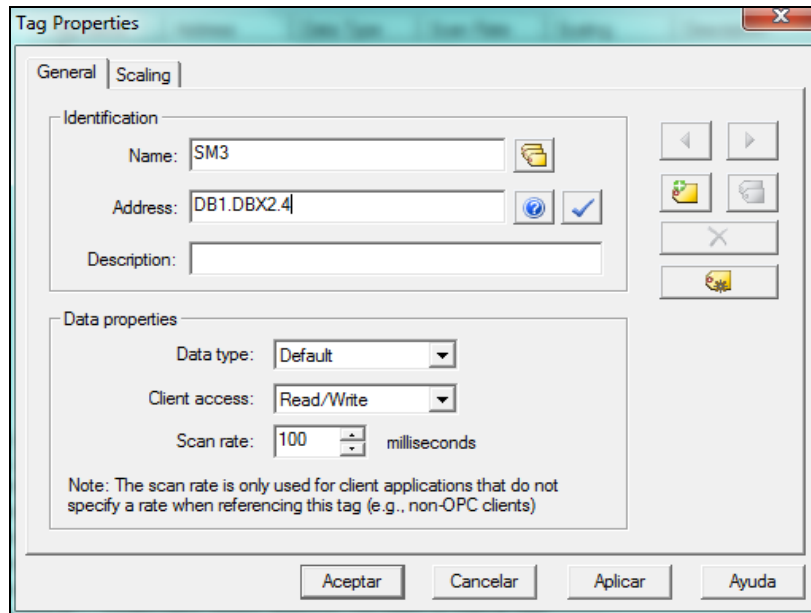 Tag Properties
General
Scaling
Identification
Name: SM3
Address: DB1.DBX2.4
Description:
Data properties
Data type: Default
Client access: Read/Write
Scan rate: 100 milliseconds
Note: The scan rate is only used for client applications that do not
specify a rate when referencing this tag (e.g., non-OPC clients)
Aceptar
Cancelar
Aplicar
Ayuda